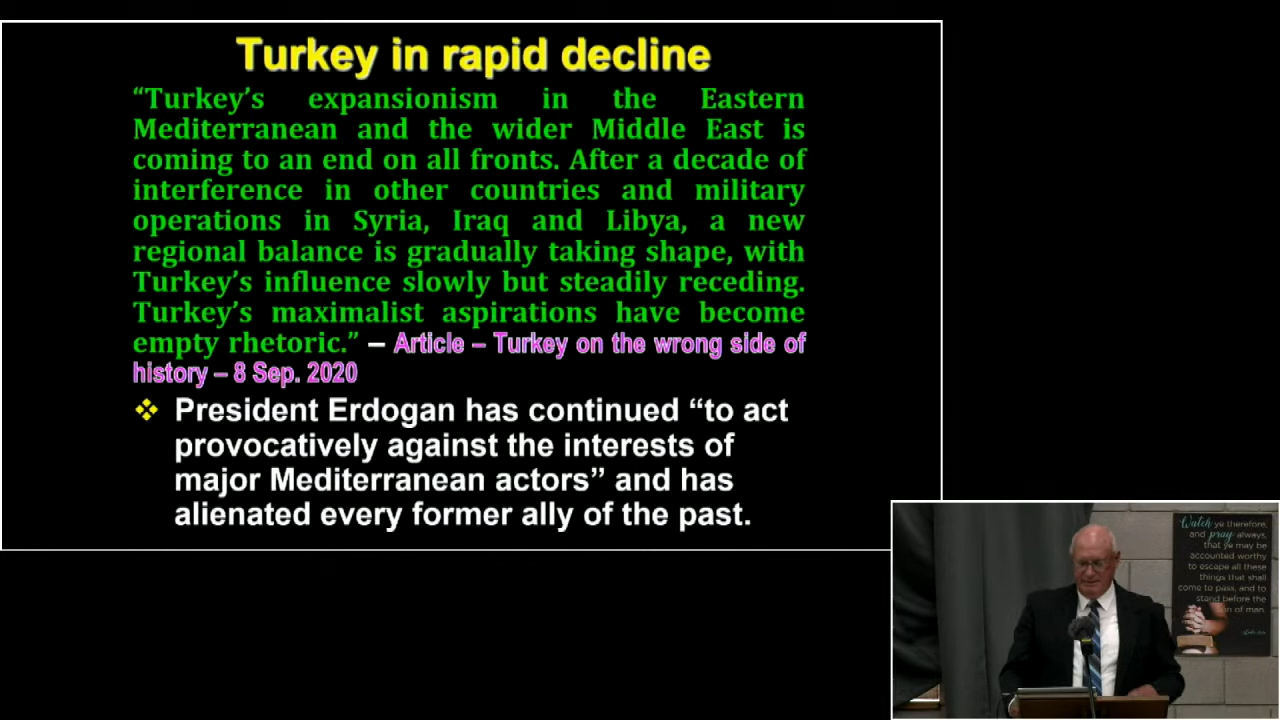 Turkey in rapid decline
“Turkey’s expansionism in the Eastern
Mediterranean and the wider Middle East is
coming to an end on all fronts. After a decade of
interference in other countries and military
operations in Syria, Iraq and Libya, a new
regional balance is gradually taking shape, with
Turkey’s influence slowly but steadily receding.
Turkey’s maximalist aspirations have become
empty rhetoric.” – Article – Turkey on the wrong side of
history – 8 Sep. 2020
❖ President Erdogan has continued “to act
provocatively against the interests of
major Mediterranean actors” and has
alienated every former ally of the past.
Watch ye therefore,
and pray always,
that ye may be
accounted worthy
to escape all these
things that shall
come to pass, and to
stand before the
of man.